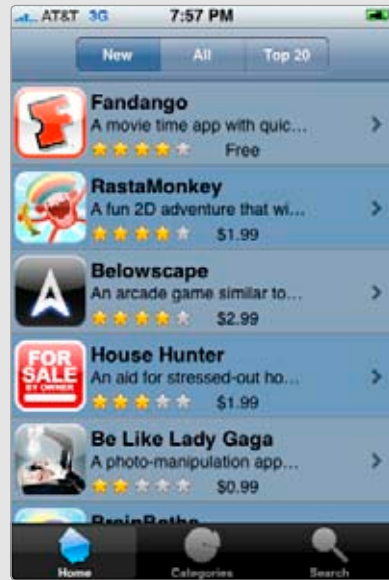 AT&T 3G 7:57 PM
New All Top 20
Fandango
A movie time app with quic...
Free
RastaMonkey
A fun 2D adventure that wi...
$1.99
Belowscape
An arcade game similar to...
$2.99
FOR
SALE
BY OWNER
House Hunter
An aid for stressed-out ho...
$1.99
Be Like Lady Gaga
A photo-manipulation app...
$0.99
Home Categories Search